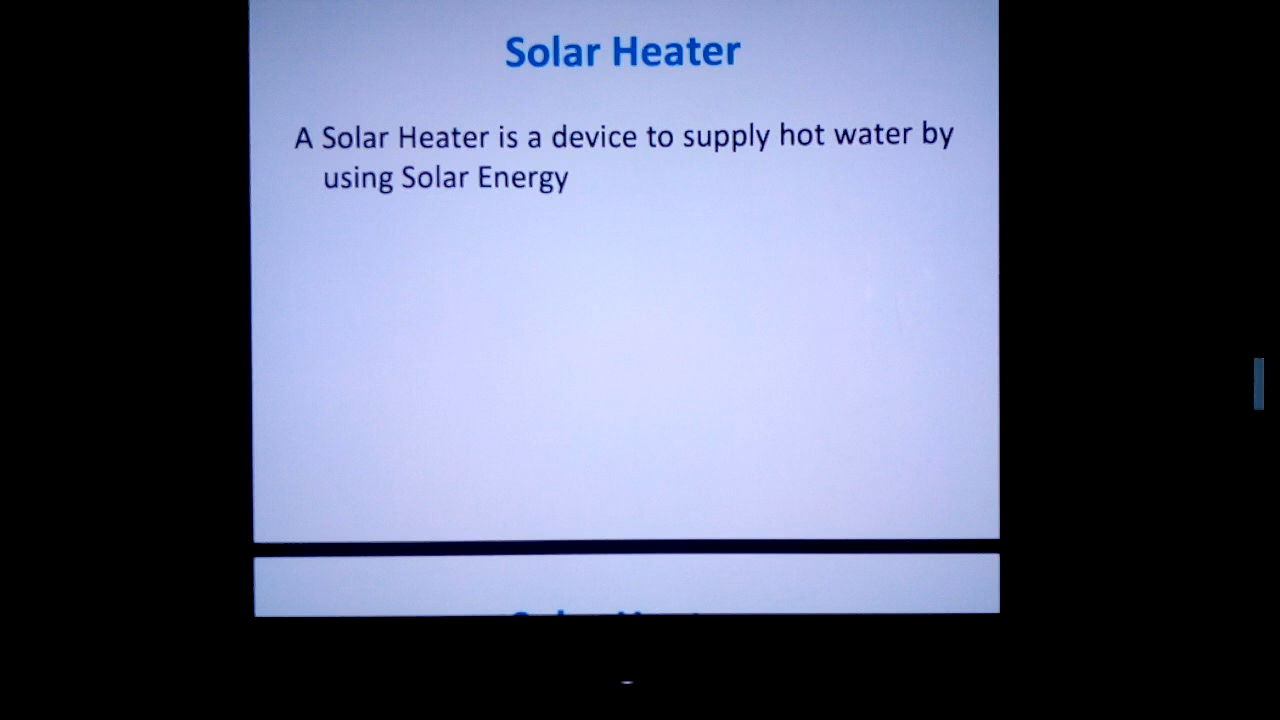 Solar Heater
A Solar Heater is a device to supply hot water by
using Solar Energy